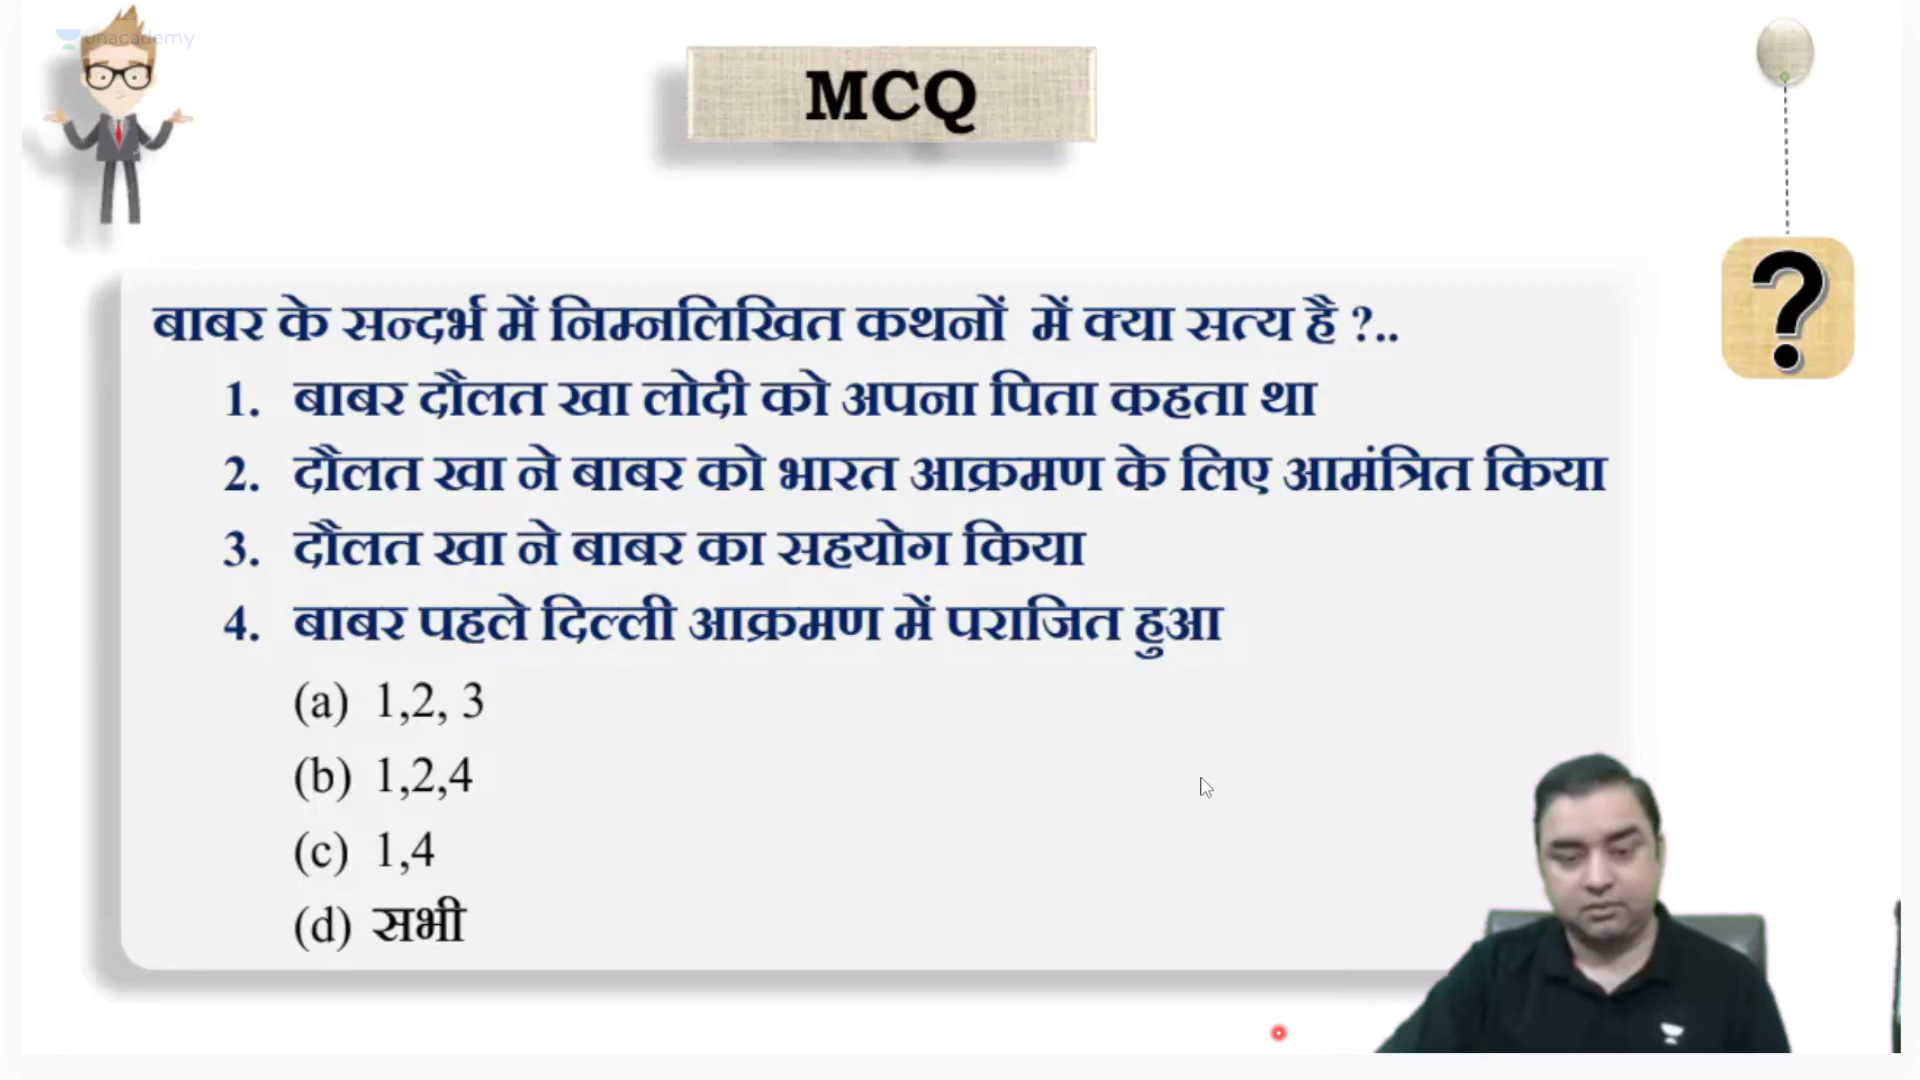 unacademy
MCQ
?
बाबर के सन्दर्भ में निम्नलिखित कथनों में क्या सत्य है ?..
1. बाबर दौलत खा लोदी को अपना पिता कहता था
2. दौलत खा ने बाबर को भारत आक्रमण के लिए आमंत्रित किया
3. दौलत खा ने बाबर का सहयोग किया
4. बाबर पहले दिल्ली आक्रमण में पराजित हुआ
(a) 1,2, 3
(b) 1,2,4
(c) 1,4
(d) सभी